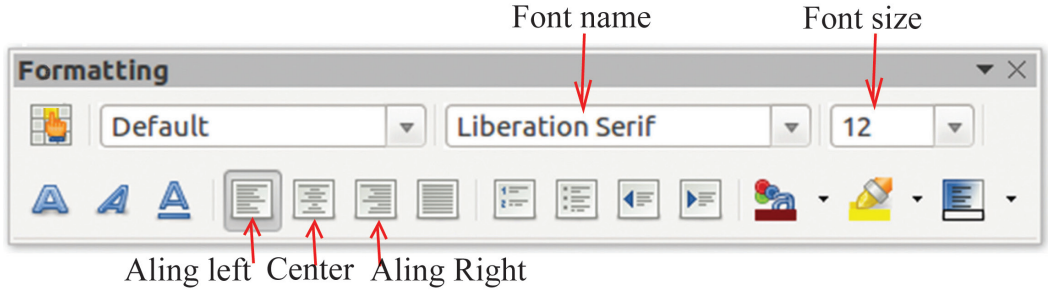 Font name Font size
Formatting
Default Liberation Serif 12
A A A
Aling left Center Aling Right